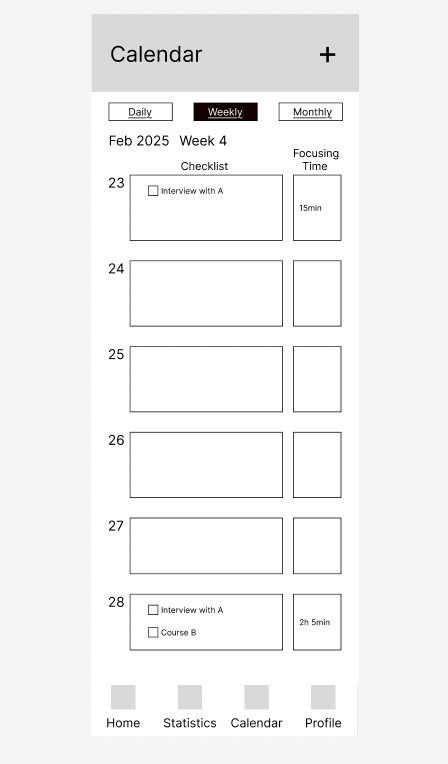 Calendar +
Daily Weekly Monthly
Feb 2025 Week 4
Checklist Focusing Time
23
Interview with A
15min
24
25
26
27
28
Interview with A
Course B
2h 5min
Home Statistics Calendar Profile